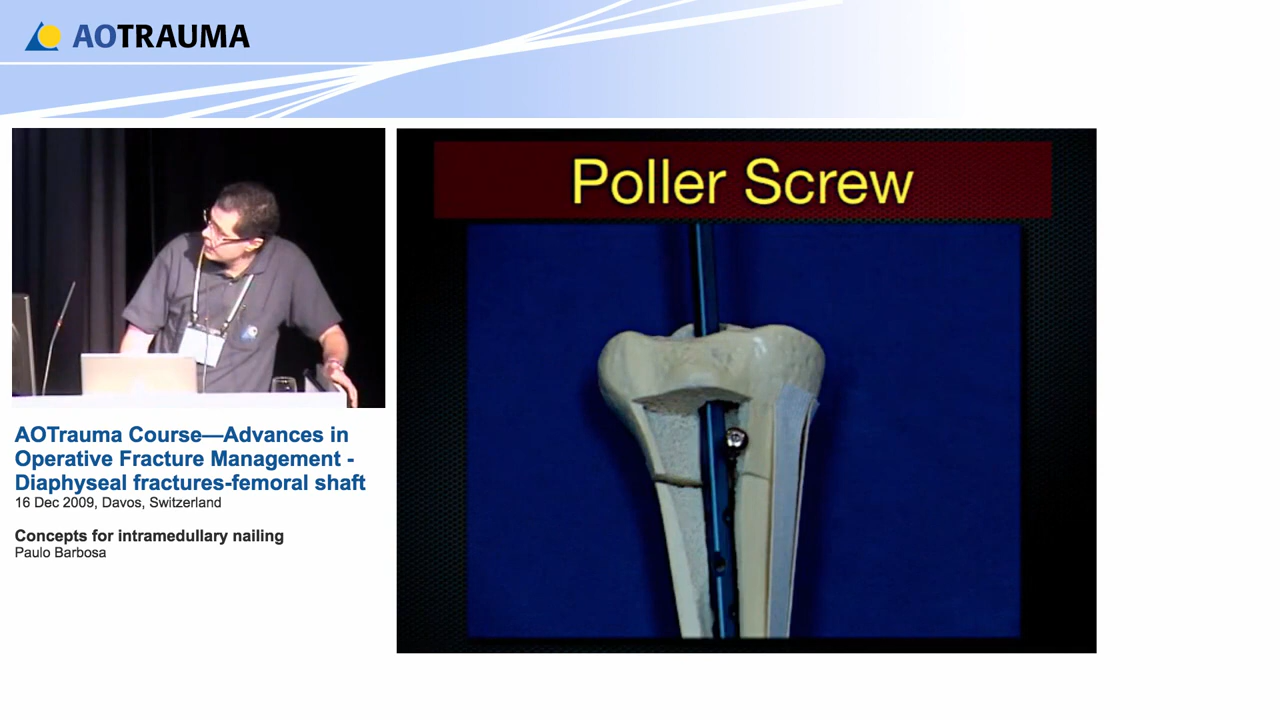 AOTRAUMA
Poller Screw
AOTrauma Course—Advances in
Operative Fracture Management -
Diaphyseal fractures-femoral shaft
16 Dec 2009, Davos, Switzerland
Concepts for intramedullary nailing
Paulo Barbosa